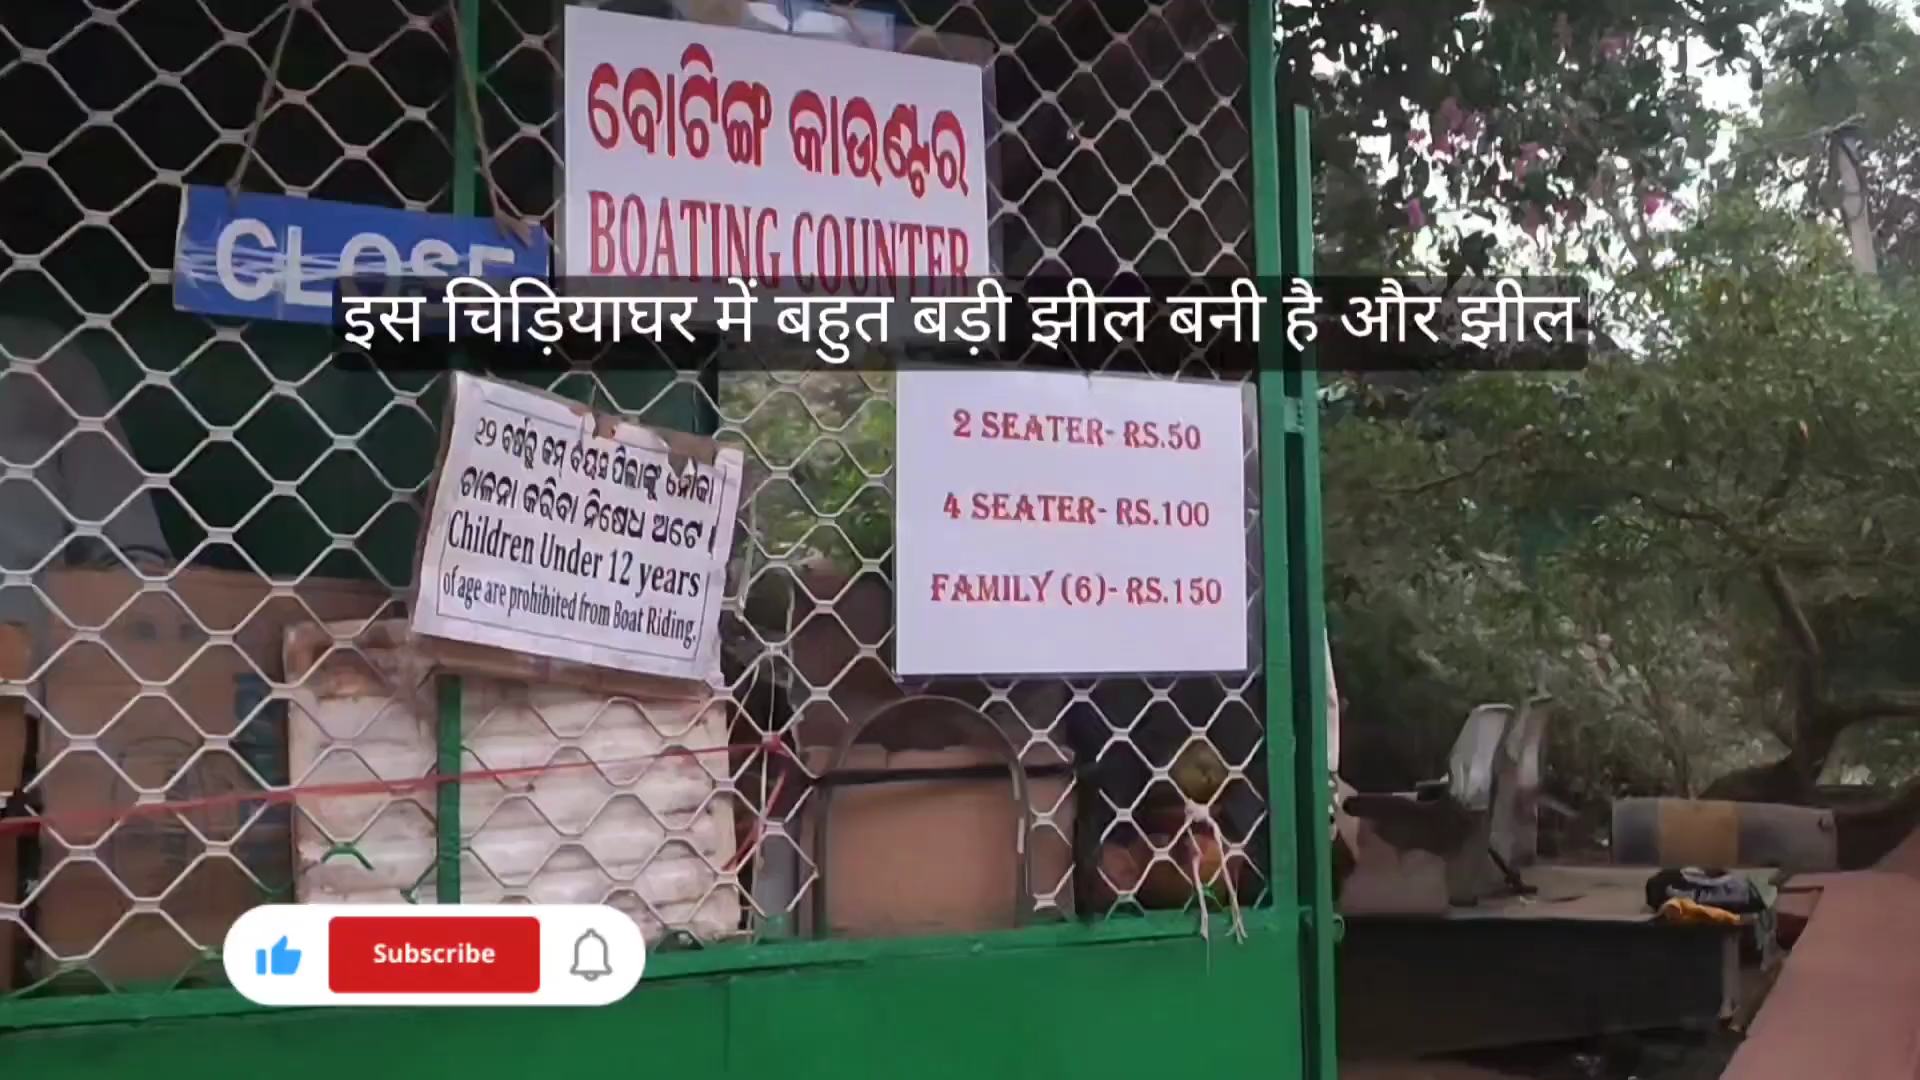 ବୋଟିଙ୍ଗ କାଉଣ୍ଟର
BOATING COUNTER
CLOSE
इस चिड़ियाघर में बहुत बड़ी झील बनी है और झील
୧୨ ବର୍ଷରୁ କମ୍ ବୟସ ପିଲାଙ୍କୁ ନୌକା
ଚାଳନା କରିବା ନିଷେଧ ଅଟେ ।
Children Under 12 years
of age are prohibited from Boat Riding.
2 SEATER- RS.50
4 SEATER- RS.100
FAMILY (6)- RS.150
Subscribe